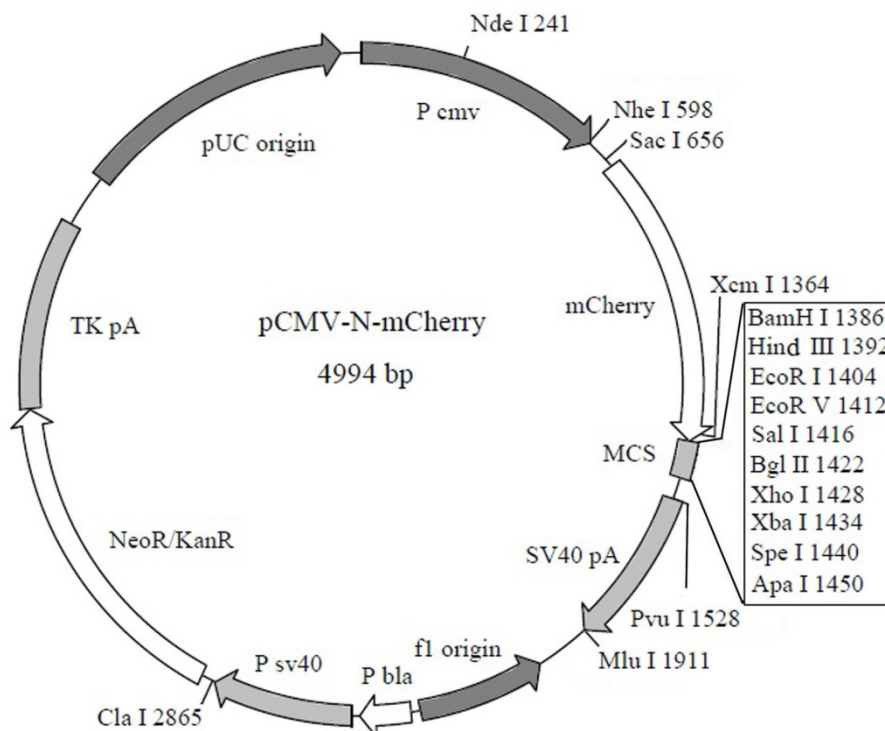 Nde I 241
P cmv
Nhe I 598
Sac I 656
pUC origin
Xcm I 1364
mCherry
BamH I 1386
Hind III 1392
EcoR I 1404
EcoR V 1412
Sal I 1416
Bgl II 1422
Xho I 1428
Xba I 1434
Spe I 1440
Apa I 1450
TK pA
pCMV-N-mCherry
4994 bp
MCS
NeoR/KanR
SV40 pA
Pvu I 1528
Mlu I 1911
f1 origin
P bla
P sv40
Cla I 2865